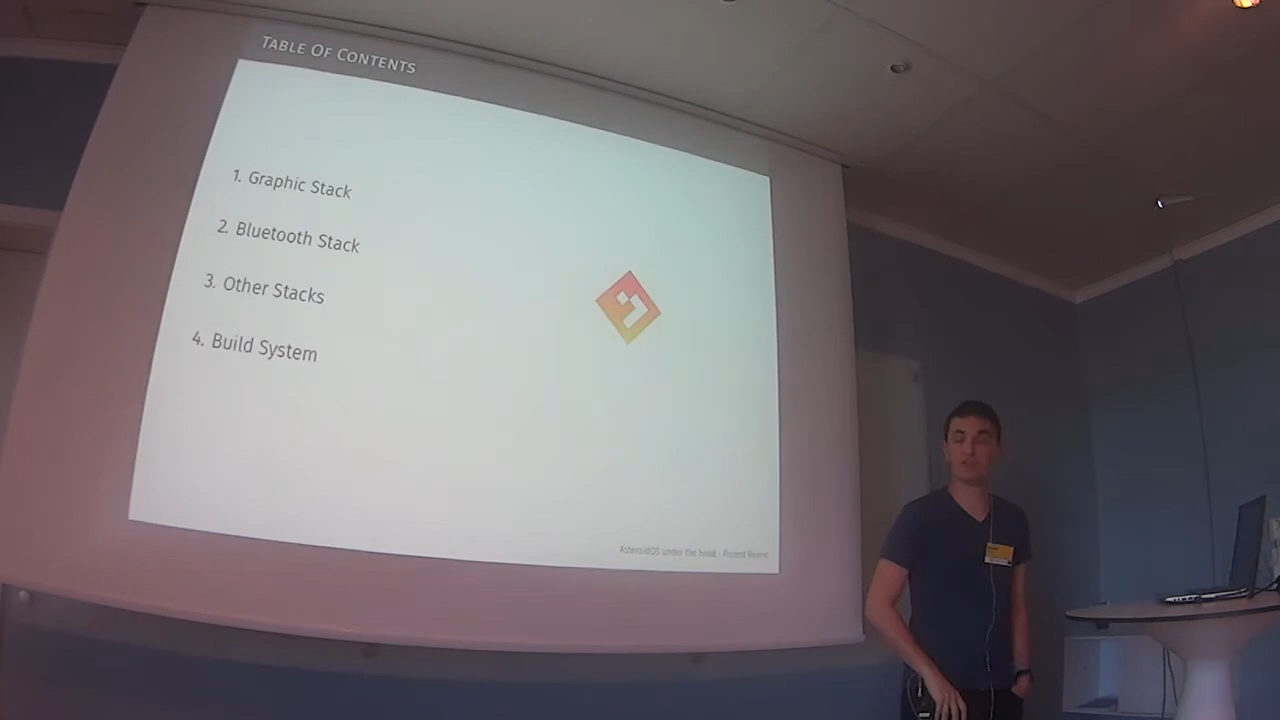 TABLE OF CONTENTS
1. Graphic Stack
2. Bluetooth Stack
3. Other Stacks
4. Build System
AsteroidOS under the hood - Florent Revest